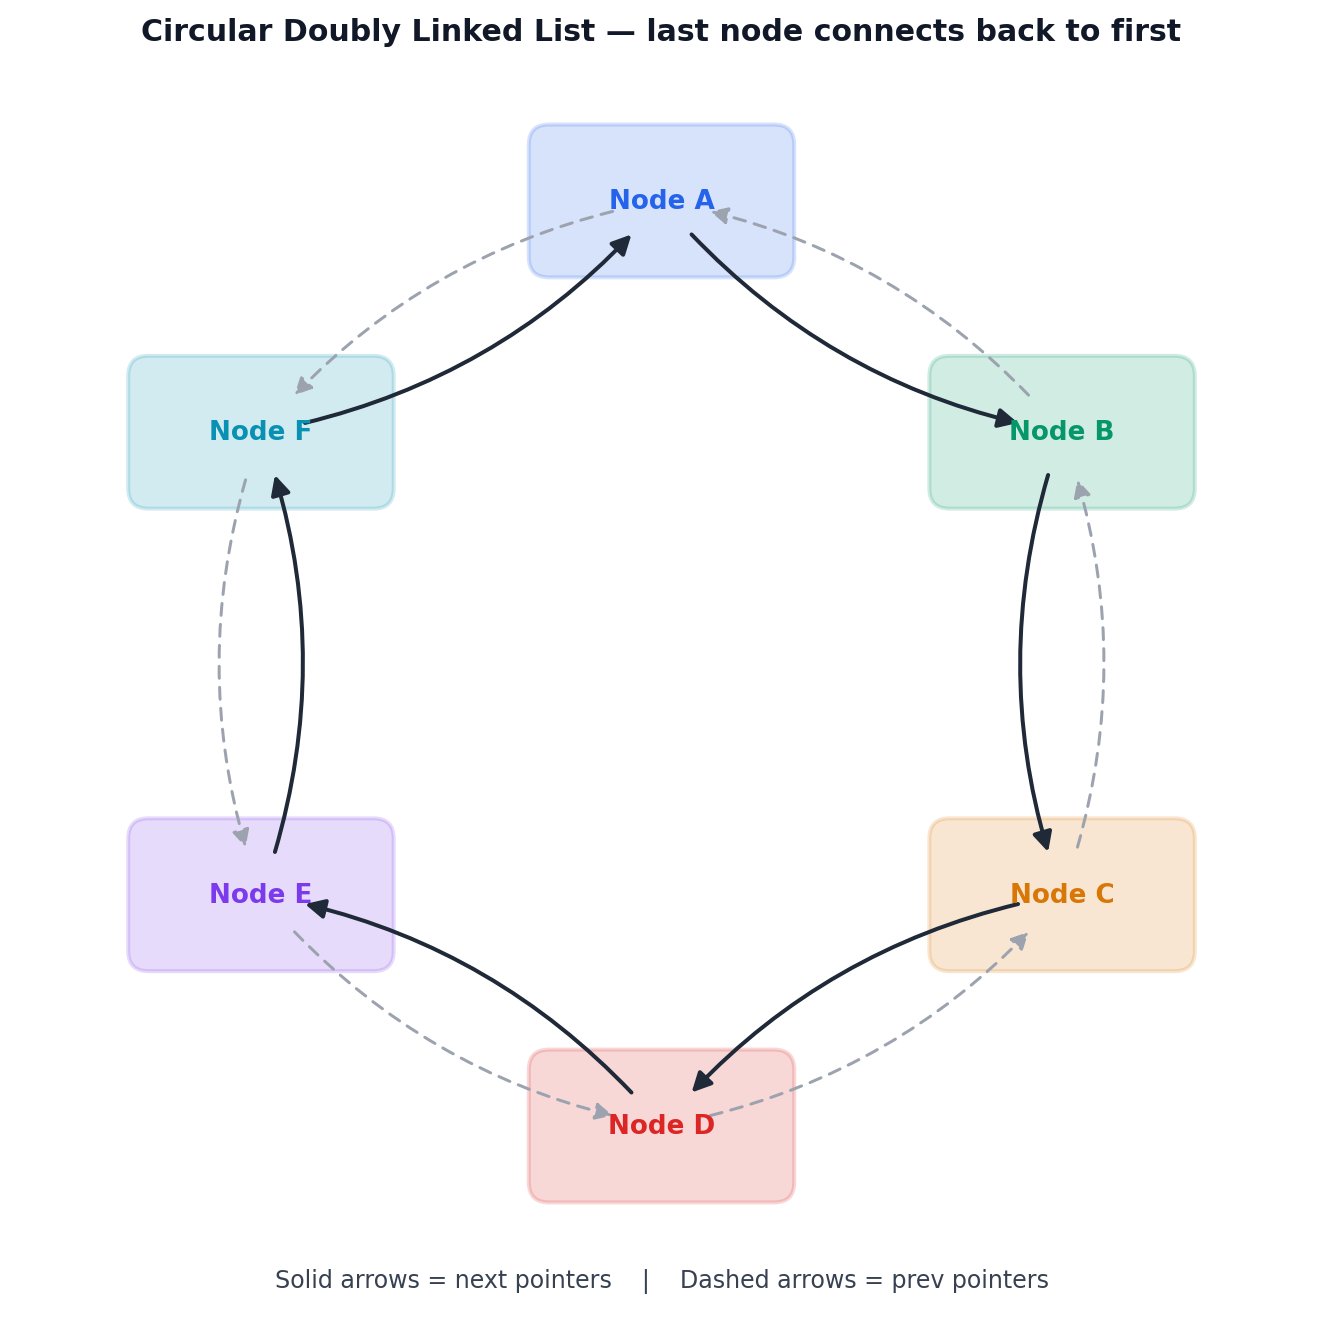 Circular Doubly Linked List — last node connects back to first
Node A
Node F
Node B
Node E
Node C
Node D
Solid arrows = next pointers    |    Dashed arrows = prev pointers